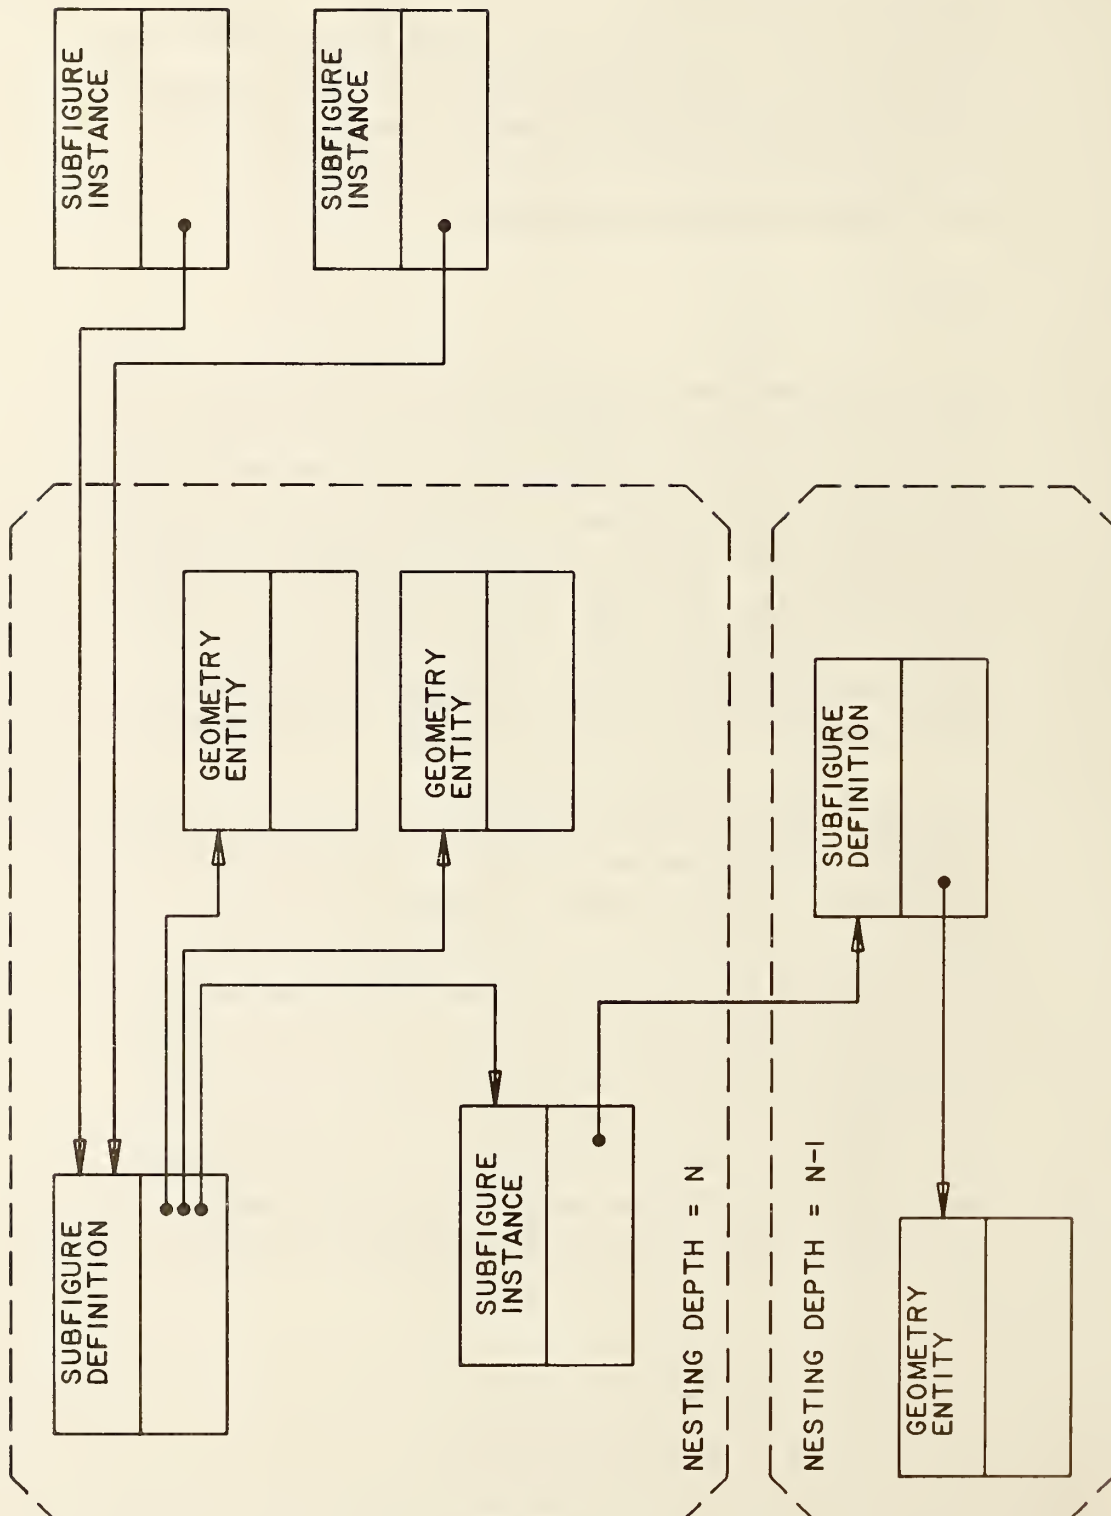 SUBFIGURE
INSTANCE
SUBFIGURE
INSTANCE
GEOMETRY
ENTITY
GEOMETRY
ENTITY
SUBFIGURE
DEFINITION
SUBFIGURE
DEFINITION
SUBFIGURE
INSTANCE
NESTING DEPTH = N
NESTING DEPTH = N-1
GEOMETRY
ENTITY